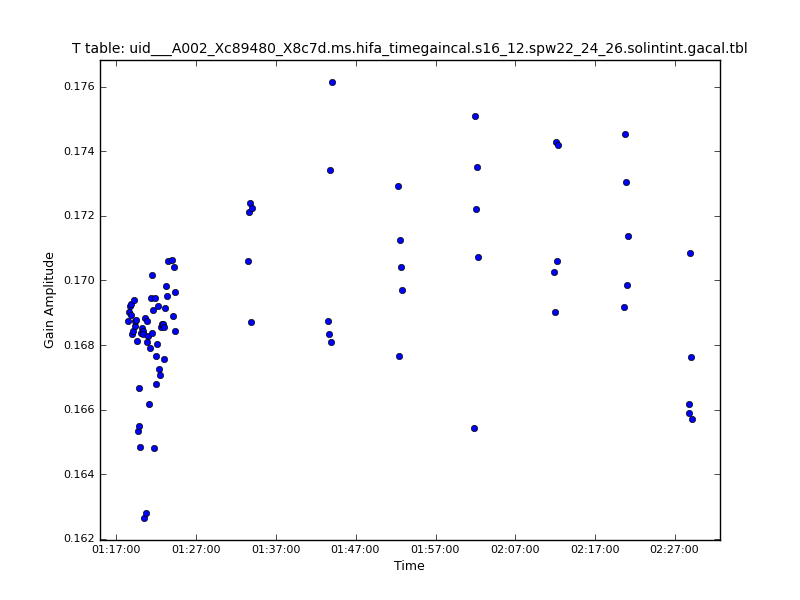 T table: uid___A002_Xc89480_X8c7d.ms.hifa_timegaincal.s16_12.spw22_24_26.solintint.gacal.tbl
Gain Amplitude
0.176
0.174
0.172
0.170
0.168
0.166
0.164
0.162
01:17:00 01:27:00 01:37:00 01:47:00 01:57:00 02:07:00 02:17:00 02:27:00
Time